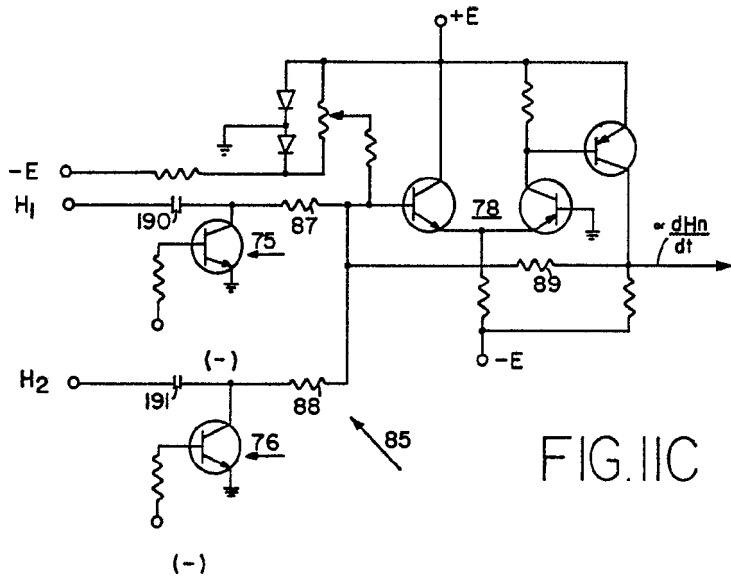 +E
-E
H1
190
87
78
75
∝ dHn
dt
89
(-)
-E
H2
191
88
76
85
FIG.11C
(-)